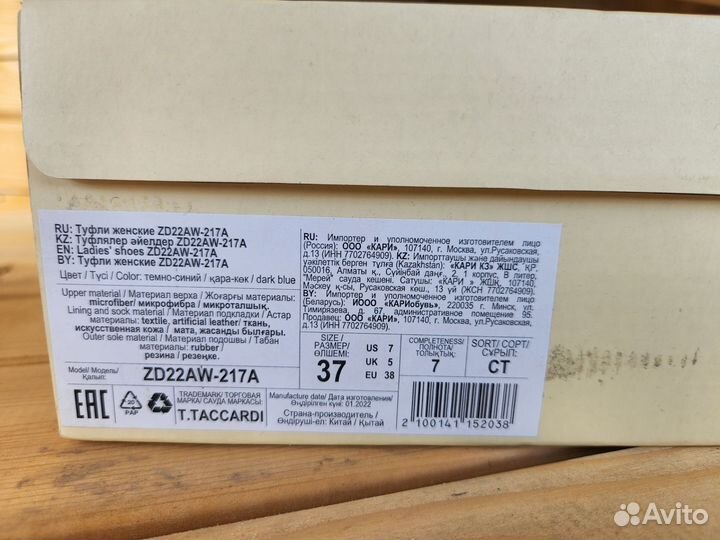 RU: Туфли женские ZD22AW-217A
KZ: Туфлялер әйелдер ZD22AW-217A
EN: Ladies' shoes ZD22AW-217A
BY: Туфли женские ZD22AW-217A
Цвет / Түсі / Color: темно-синий / қара-көк / dark blue
Upper material / Материал верха / Жоғарғы материалы:
microfiber/ микрофибра / микроталшық.
Lining and sock material / Материал подкладки / Астар
материалы: textile, artificial leather/ ткань,
искусственная кожа / мата, жасанды былғары.
Outer sole material / Материал подошвы / Табан
материалы: rubber /
резина / резеңке.
Model/ Модель/
Қалып:
ZD22AW-217A
EAC
20
PAP
TRADEMARK/ ТОРГОВАЯ
МАРКА/ САУДА МАРКАСЫ:
T.TACCARDI
RU: Импортер и уполномоченное изготовителем лицо
(Россия): ООО «КАРИ», 107140, г. Москва, ул.Русаковская,
д.13 (ИНН 7702764909). KZ: Импорттаушы және дайындаушы
уәкілеттік берген тұлға (Kazakhstan): «КАРИ КЗ» ЖШС, ҚР,
050016, Алматы қ., Сүйінбай даңғ., 2, 1 корпус, В литер,
"Мерей" сауда кешені. Сатушы: «КАРИ » ЖШҚ, 107140,
Мәскеу қ-сы, Русаковская көш., 13 үй (ЖСН 7702764909).
BY: Импортер и уполномоченное изготовителем лицо
(Беларусь): ИООО «КАРИобувь», 220035 г. Минск, ул.
Тимирязева, д. 67, административное помещение 95.
Продавец: ООО «КАРИ», 107140, г. Москва, ул.Русаковская,
д.13 (ИНН 7702764909)
SIZE /
РАЗМЕР/
ӨЛШЕМІ:
37
US 7
UK 5
EU 38
COMPLETENESS/
ПОЛНОТА/
ТОЛЫҚТЫҚ:
7
SORT/ СОРТ/
СҰРЫП:
СТ
Manufacture date/ Дата изготовления/
Өндірілген күні: 01.2022
Страна-производитель /
Өндіруші-ел: Китай / Қытай
2 100141 152038
Avito